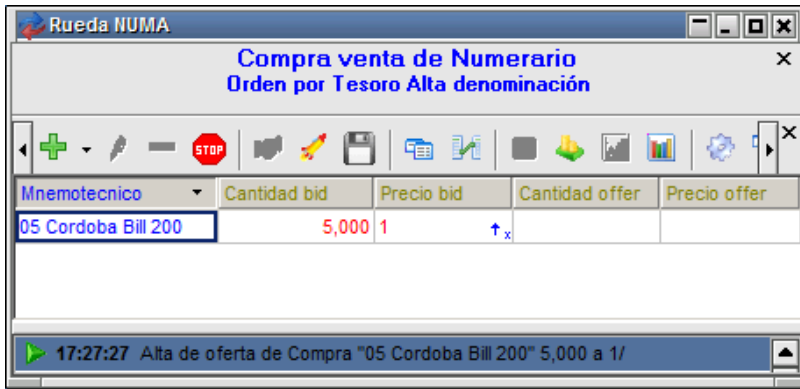 Rueda NUMA
Compra venta de Numerario
Orden por Tesoro Alta denominación
STOP
Mnemotecnico Cantidad bid Precio bid Cantidad offer Precio offer
05 Cordoba Bill 200 5,000 1 x
17:27:27 Alta de oferta de Compra "05 Cordoba Bill 200" 5,000 a 1/